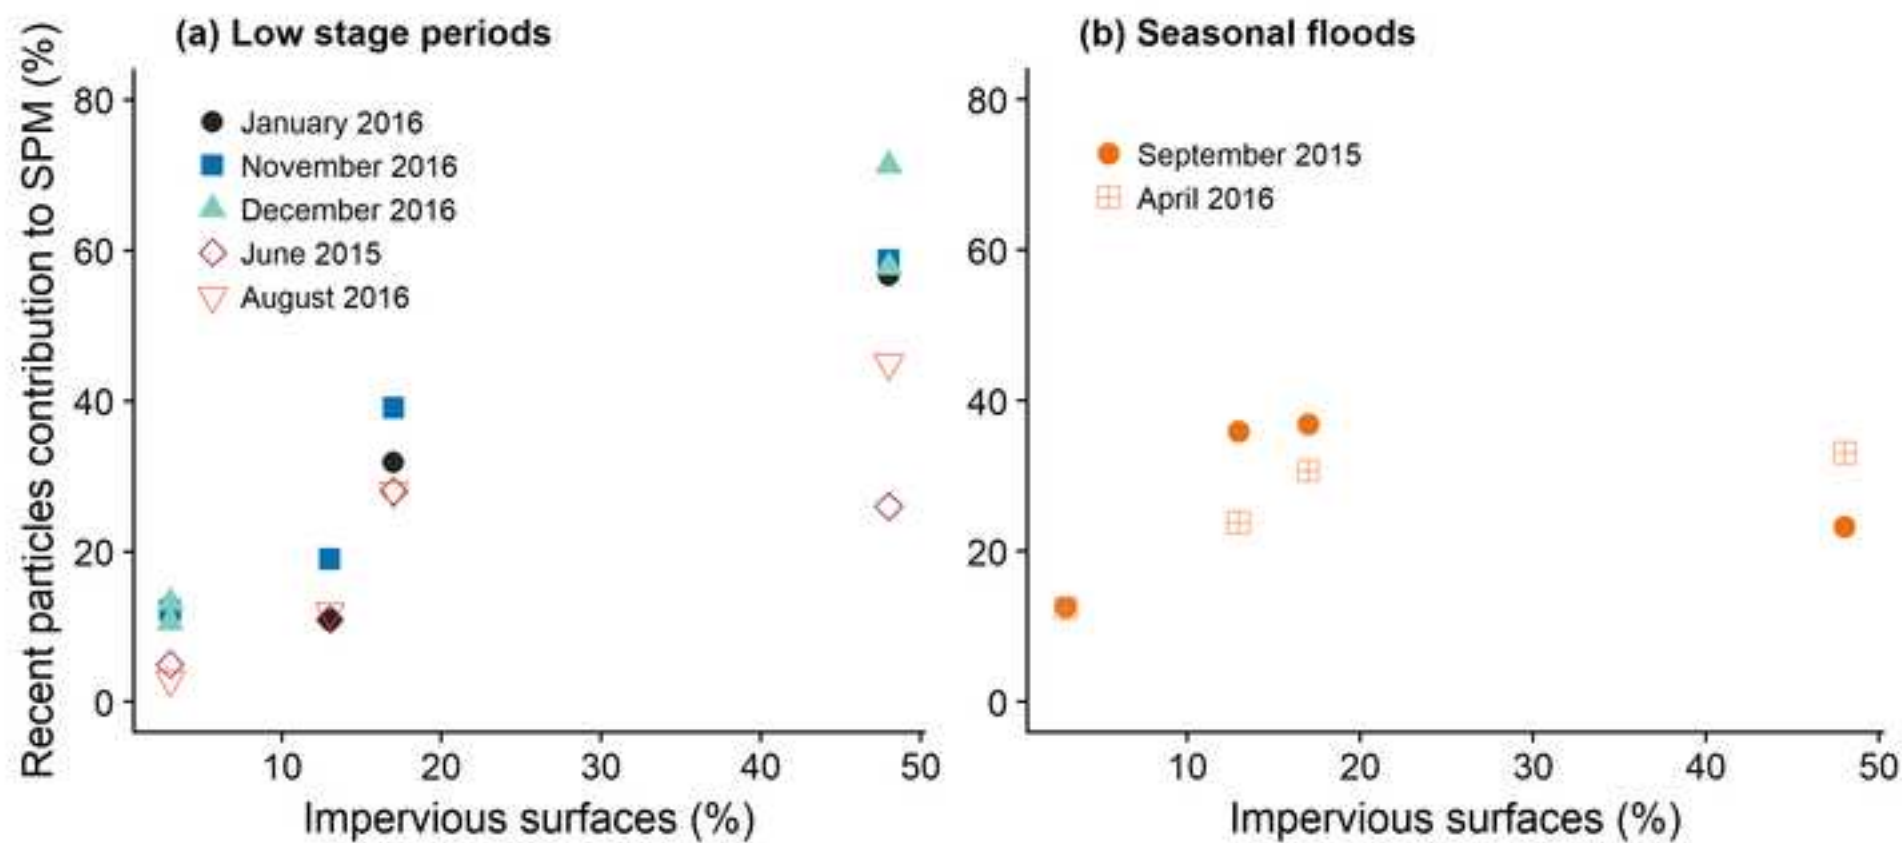 (a) Low stage periods
(b) Seasonal floods
Recent particles contribution to SPM (%)
80
60
40
20
0
January 2016
November 2016
December 2016
June 2015
August 2016
10 20 30 40 50
Impervious surfaces (%)
80
60
40
20
0
September 2015
April 2016
10 20 30 40 50
Impervious surfaces (%)